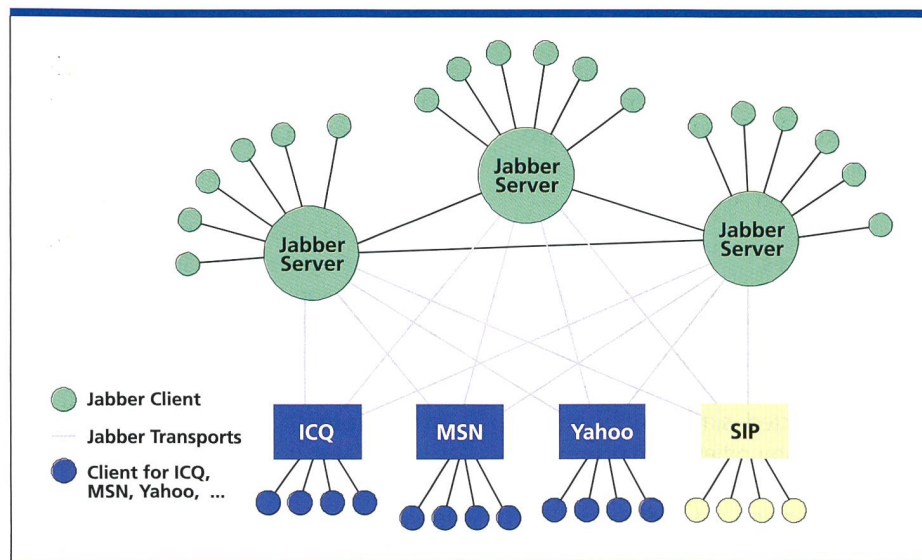 Jabber
Server
Jabber
Server
Jabber
Server
Jabber Client
Jabber Transports
Client for ICQ,
MSN, Yahoo, ...
ICQ
MSN
Yahoo
SIP